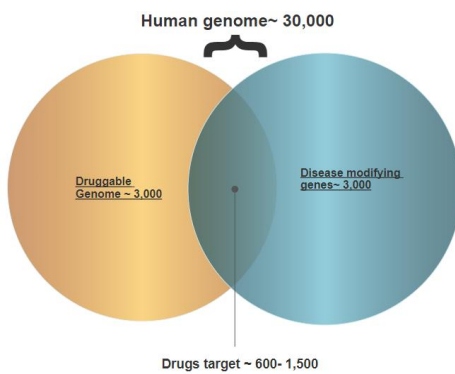 Human genome~ 30,000
Druggable
Genome ~ 3,000
Disease modifying
genes~ 3,000
Drugs target ~ 600- 1,500